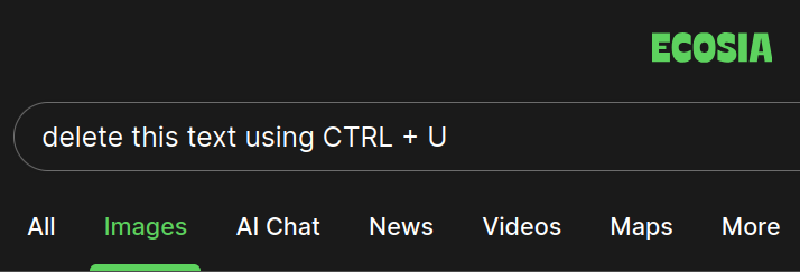 ECOSIA
delete this text using CTRL + U
All Images AI Chat News Videos Maps More